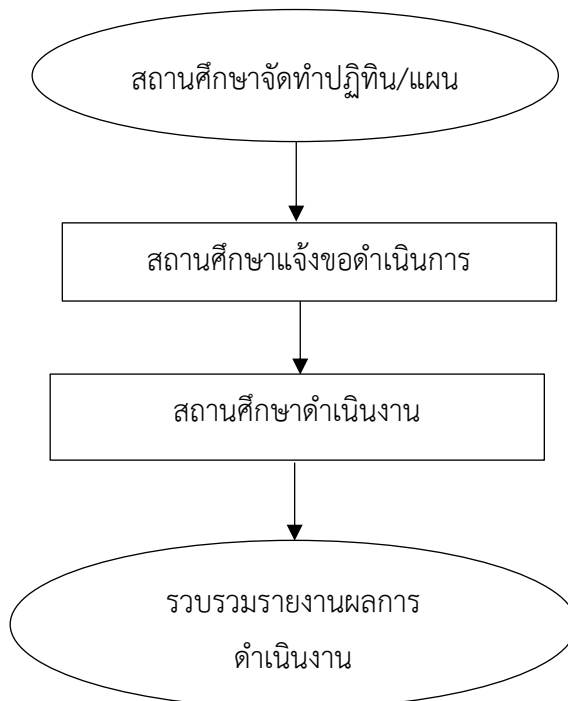 สถานศึกษาจัดทำปฏิทิน/แผน
สถานศึกษาแจ้งขอดำเนินการ
สถานศึกษาดำเนินงาน
รวบรวมรายงานผลการ
ดำเนินงาน